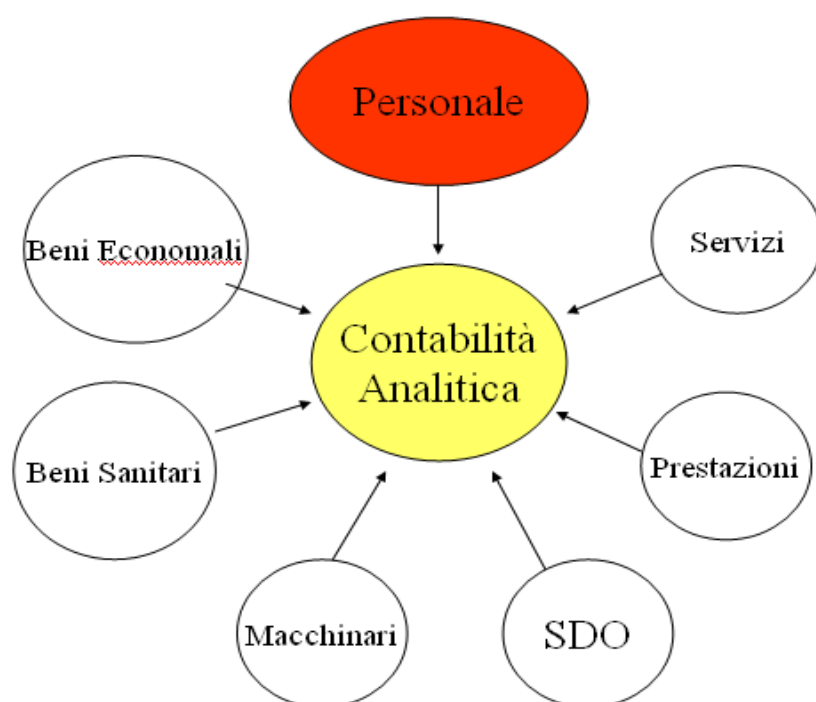 Personale
Beni Economali
Servizi
Contabilità
Analitica
Beni Sanitari
Prestazioni
Macchinari
SDO